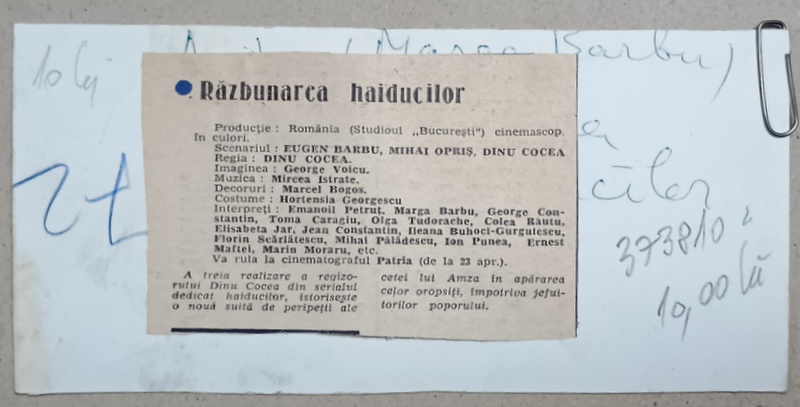 10 lei
(Marga Barbu)
27
Răzbunarea haiducilor
Producție : România (Studioul „București") cinemascop.
în culori.
Scenariul : EUGEN BARBU, MIHAI OPRIȘ, DINU COCEA
Regia : DINU COCEA.
Imaginea : George Voicu.
Muzica : Mircea Istrate.
Decoruri : Marcel Bogos.
Costume : Hortensia Georgescu
Interpreți : Emanoil Petruț, Marga Barbu, George Con-
stantin, Toma Caragiu, Olga Tudorache, Colea Răutu,
Elisabeta Jar, Jean Constantin, Ileana Buhoci-Gurgulescu,
Florin Scărlătescu, Mihai Pălădescu, Ion Punea, Ernest
Maftei, Marin Moraru, etc.
Va rula la cinematograful Patria (de la 23 apr.).
A treia realizare a regizo-
rului Dinu Cocea din serialul
dedicat haiducilor, istorisește
o nouă suită de peripeții ale
cetei lui Amza în apărarea
celor oropsiți, împotriva jefui-
torilor poporului.
373810
10,00 lei